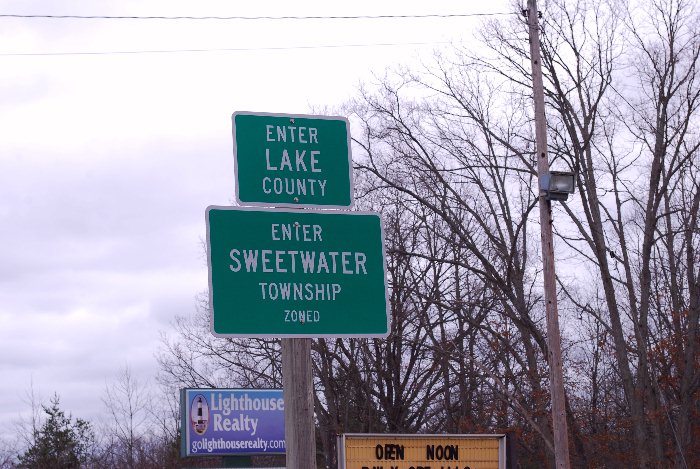 ENTER
LAKE
COUNTY
ENTER
SWEETWATER
TOWNSHIP
ZONED
Lighthouse
Realty
golighthouserealty.com
OPEN NOON